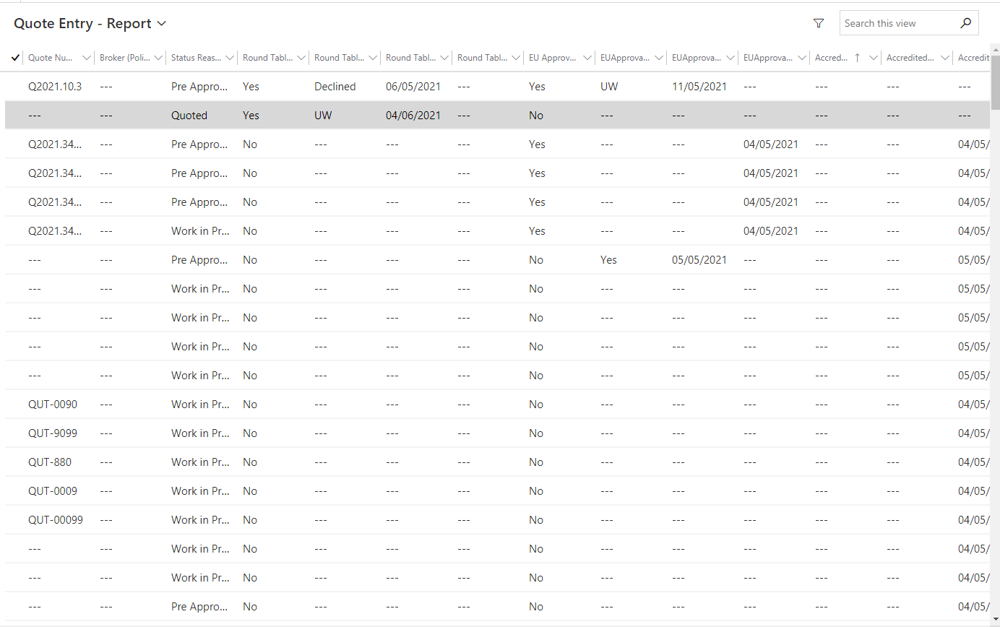 Quote Entry - Report
Search this view
Quote Nu... Broker (Poli... Status Reas... Round Tabl... Round Tabl... Round Tabl... Round Tabl... EU Approv... EUApprova... EUApprova... EUApprova... Accred... ↑ Accredited... Accredit
Q2021.10.3 --- Pre Appro... Yes Declined 06/05/2021 --- Yes UW 11/05/2021 --- --- --- ---
--- --- Quoted Yes UW 04/06/2021 --- No --- --- --- --- --- ---
Q2021.34... --- Pre Appro... No --- --- --- Yes --- --- 04/05/2021 --- --- 04/05/
Q2021.34... --- Pre Appro... No --- --- --- Yes --- --- 04/05/2021 --- --- 04/05/
Q2021.34... --- Pre Appro... No --- --- --- Yes --- --- 04/05/2021 --- --- 04/05/
Q2021.34... --- Work in Pr... No --- --- --- Yes --- --- 04/05/2021 --- --- 04/05/
--- --- Pre Appro... No --- --- --- No Yes 05/05/2021 --- --- --- 05/05/
--- --- Work in Pr... No --- --- --- No --- --- --- --- --- 05/05/
--- --- Work in Pr... No --- --- --- No --- --- --- --- --- 05/05/
--- --- Work in Pr... No --- --- --- No --- --- --- --- --- 05/05/
--- --- Work in Pr... No --- --- --- No --- --- --- --- --- 05/05/
QUT-0090 --- Work in Pr... No --- --- --- No --- --- --- --- --- 04/05/
QUT-9099 --- Work in Pr... No --- --- --- No --- --- --- --- --- 04/05/
QUT-880 --- Work in Pr... No --- --- --- No --- --- --- --- --- 04/05/
QUT-0009 --- Work in Pr... No --- --- --- No --- --- --- --- --- 04/05/
QUT-00099 --- Work in Pr... No --- --- --- No --- --- --- --- --- 04/05/
--- --- Work in Pr... No --- --- --- No --- --- --- --- --- 04/05/
--- --- Work in Pr... No --- --- --- No --- --- --- --- --- 04/05/
--- --- Pre Appro... No --- --- --- No --- --- --- --- --- 04/05/